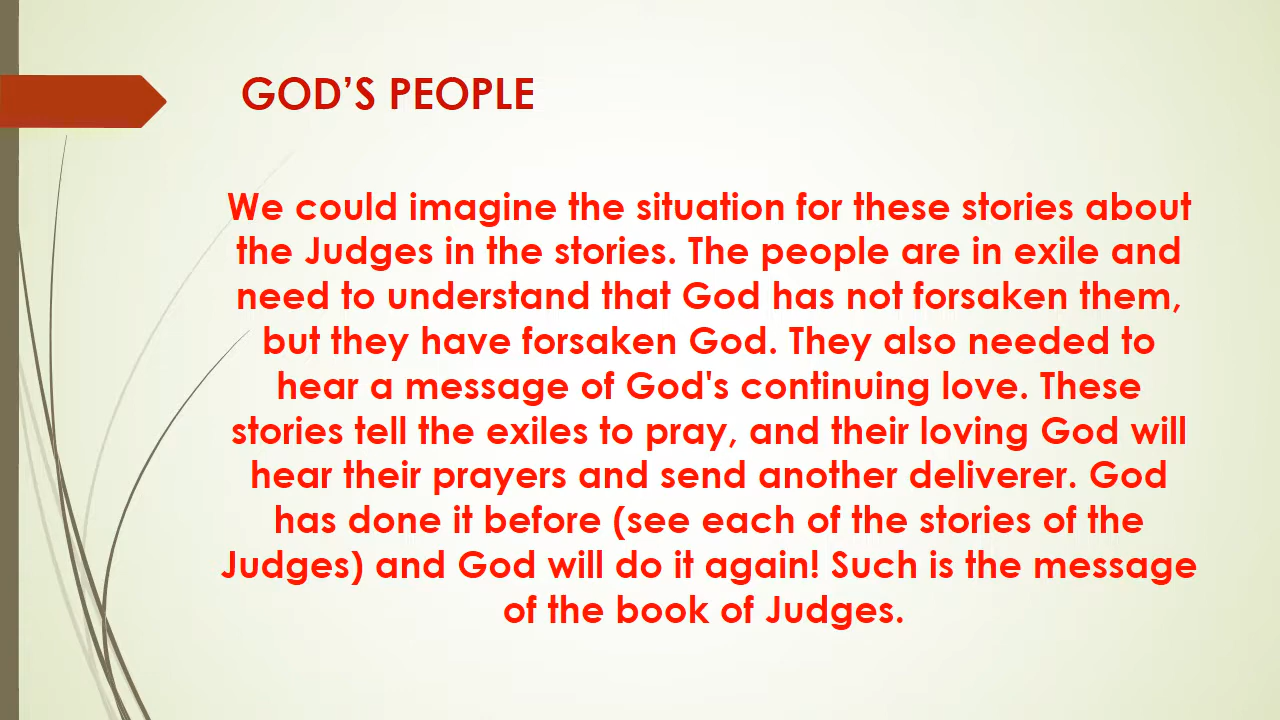 GOD’S PEOPLE
We could imagine the situation for these stories about
the Judges in the stories. The people are in exile and
need to understand that God has not forsaken them,
but they have forsaken God. They also needed to
hear a message of God's continuing love. These
stories tell the exiles to pray, and their loving God will
hear their prayers and send another deliverer. God
has done it before (see each of the stories of the
Judges) and God will do it again! Such is the message
of the book of Judges.